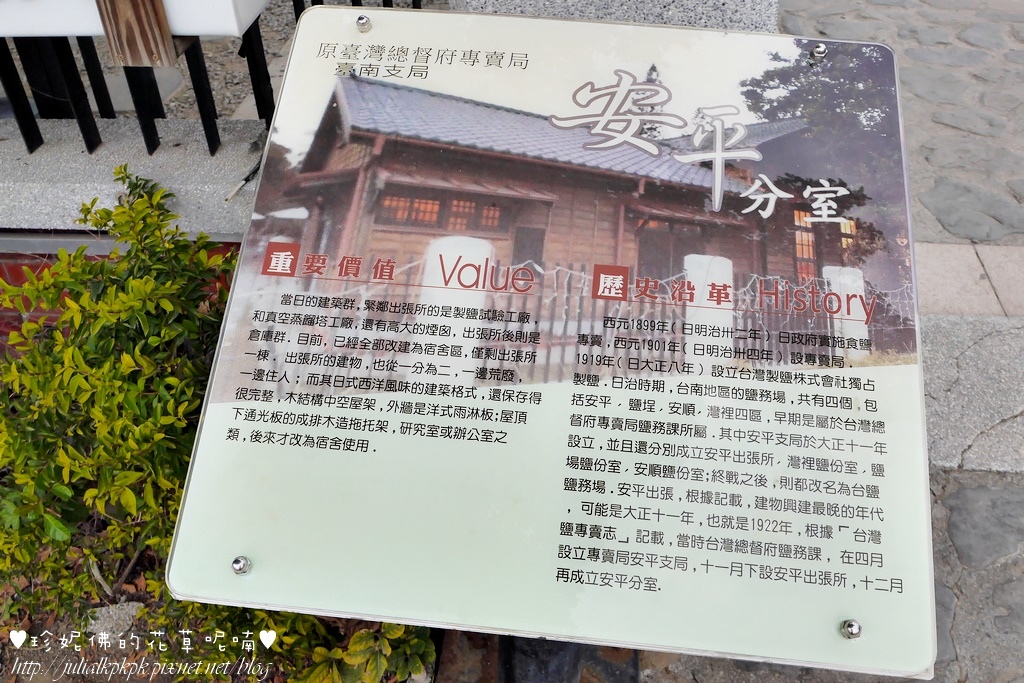 原臺灣總督府專賣局
臺南支局
安平分室
重要價值 Value
當日的建築群,緊鄰出張所的是製鹽試驗工廠,
和真空蒸餾塔工廠,還有高大的煙囪,出張所後則是
倉庫群.目前,已經全部改建為宿舍區,僅剩出張所
一棟,出張所的建物,也從一分為二,一邊荒廢,
一邊住人;而其日式西洋風味的建築格式,還保存得
很完整,木結構中空屋架,外牆是洋式雨淋板;屋頂
下通光板的成排木造拖托架,研究室或辦公室之
類,後來才改為宿舍使用.
歷史沿革 History
西元1899年(日明治卅二年)日政府實施食鹽
專賣,西元1901年(日明治卅四年)設專賣局.
1919年(日大正八年)設立台灣製鹽株式會社獨占
製鹽.日治時期,台南地區的鹽務場,共有四個,包
括安平﹑鹽埕﹑安順﹑灣裡四區,早期是屬於台灣總
督府專賣局鹽務課所屬.其中安平支局於大正十一年
設立,並且還分別成立安平出張所﹑灣裡鹽份室﹑鹽
場鹽份室﹑安順鹽份室;終戰之後,則都改名為台鹽
鹽務場.安平出張,根據記載,建物興建最晚的年代
,可能是大正十一年,也就是1922年,根據「台灣
鹽專賣志」記載,當時台灣總督府鹽務課,在四月
設立專賣局安平支局,十一月下設安平出張所,十二月
再成立安平分室.
♥珍妮佛的花草呢喃♥
http://julialkpkpk.pixnet.net/blog